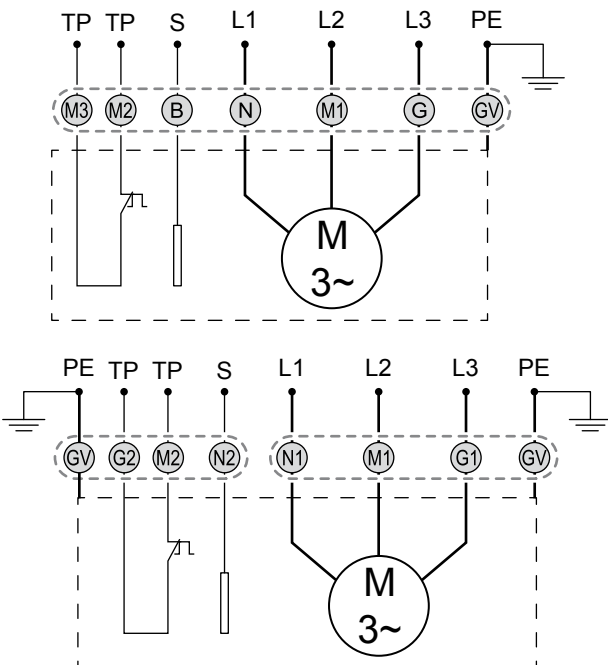 TP TP S L1 L2 L3 PE
M3 M2 B N M1 G GV
M
3~
PE TP TP S L1 L2 L3 PE
GV G2 M2 N2 N1 M1 G1 GV
M
3~